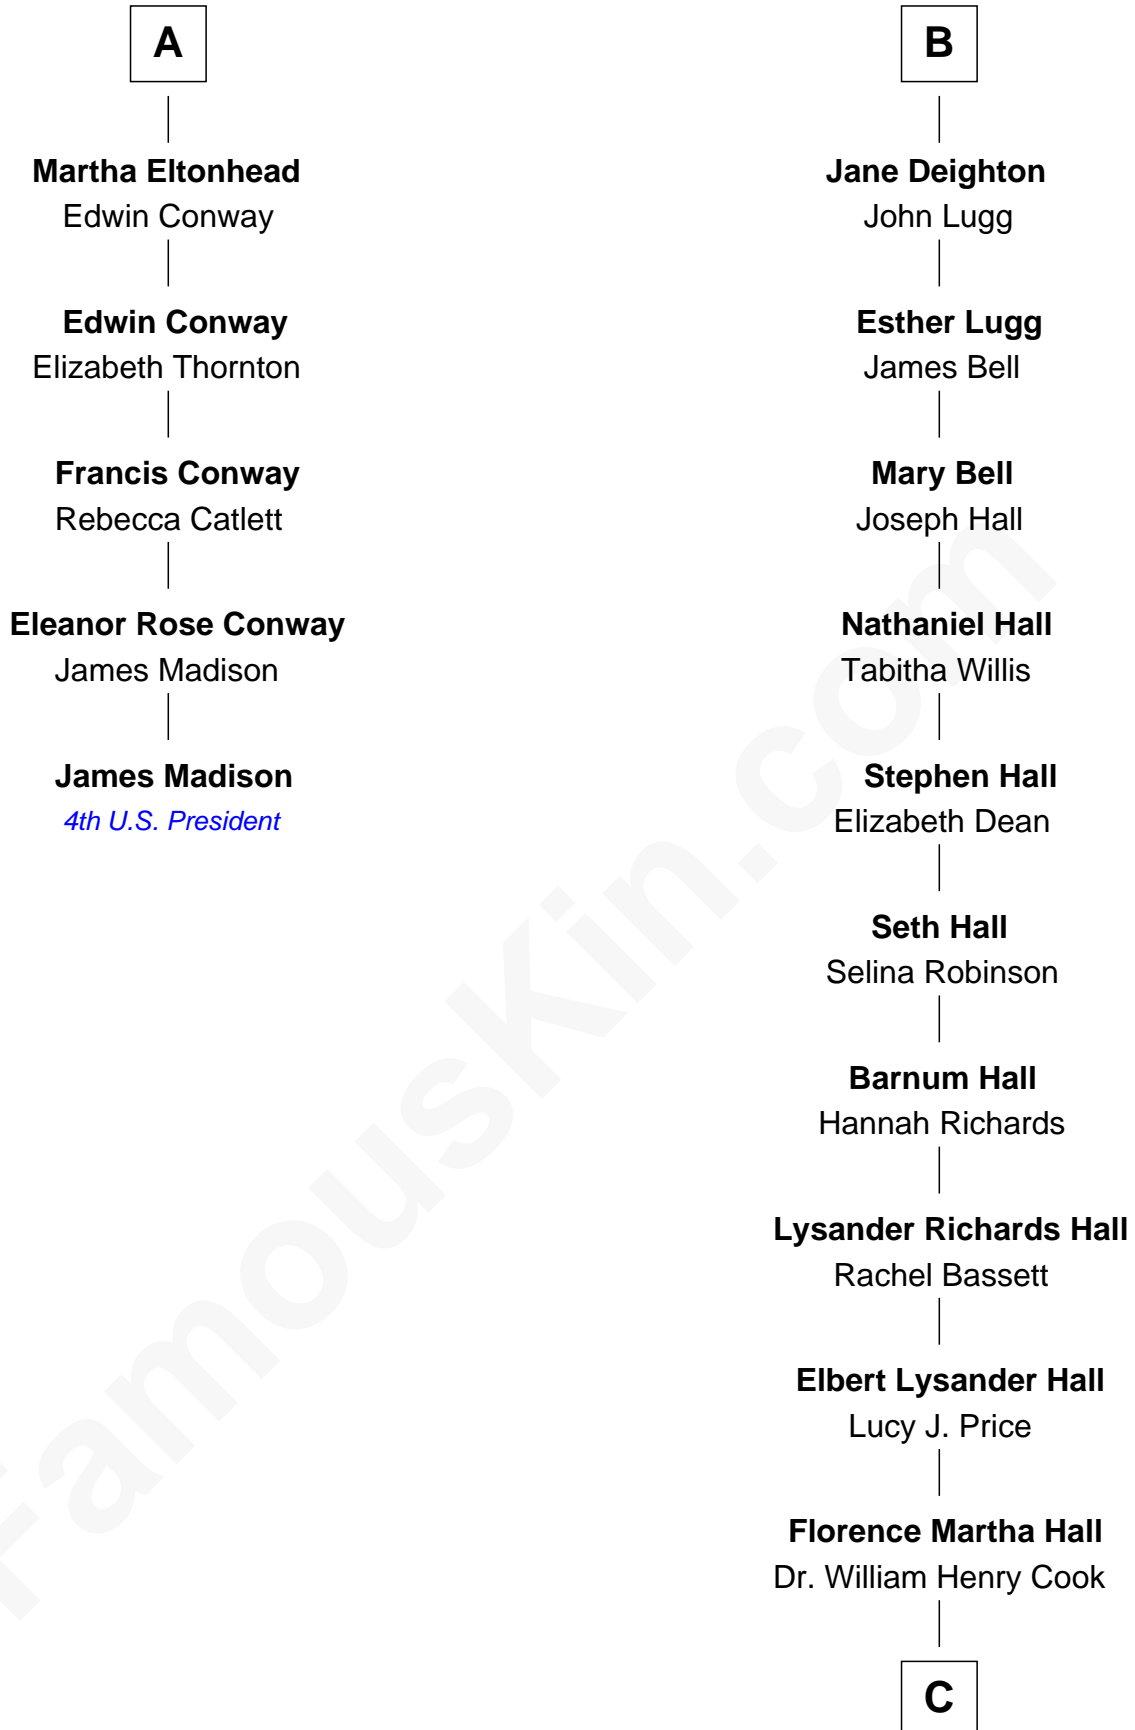 A
Martha Eltonhead
Edwin Conway
Edwin Conway
Elizabeth Thornton
Francis Conway
Rebecca Catlett
Eleanor Rose Conway
James Madison
James Madison
4th U.S. President
B
Jane Deighton
John Lugg
Esther Lugg
James Bell
Mary Bell
Joseph Hall
Nathaniel Hall
Tabitha Willis
Stephen Hall
Elizabeth Dean
Seth Hall
Selina Robinson
Barnum Hall
Hannah Richards
Lysander Richards Hall
Rachel Bassett
Elbert Lysander Hall
Lucy J. Price
Florence Martha Hall
Dr. William Henry Cook
C
FamousKin.com